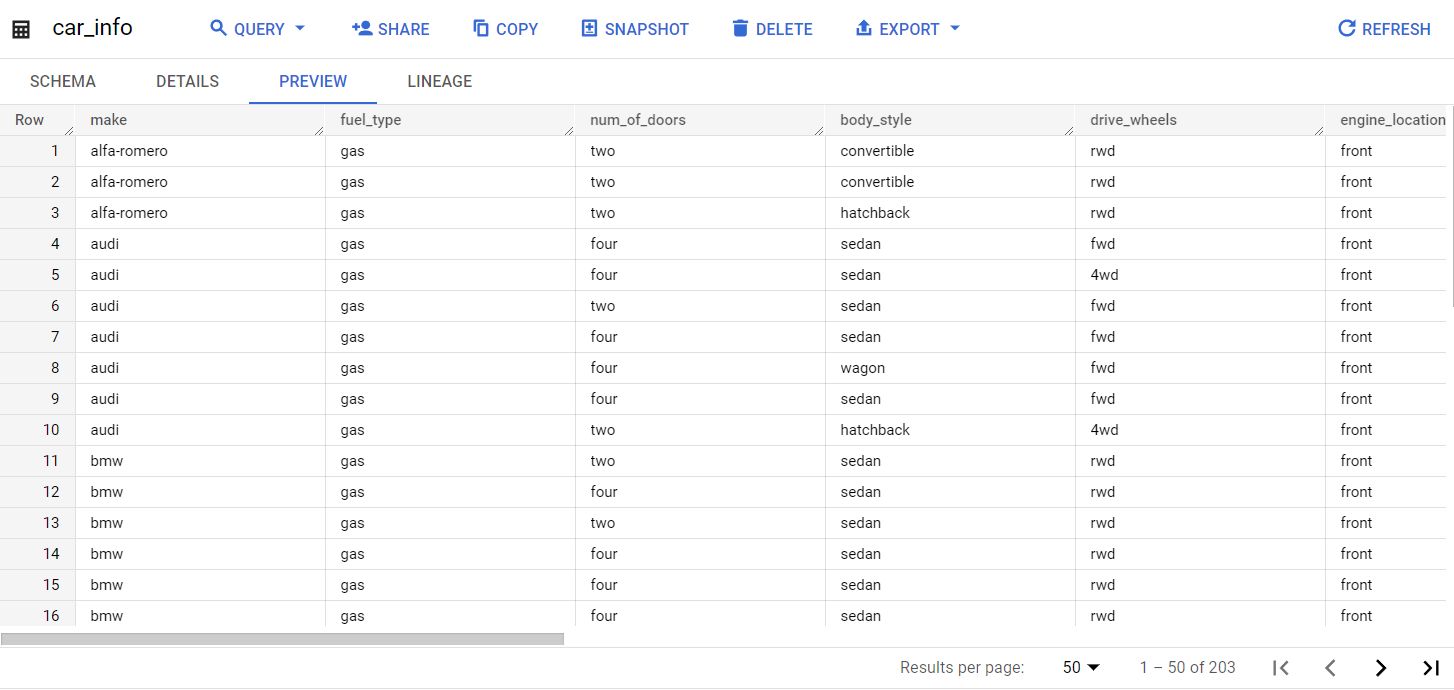 car_info QUERY SHARE COPY SNAPSHOT DELETE EXPORT REFRESH
SCHEMA DETAILS PREVIEW LINEAGE
Row make fuel_type num_of_doors body_style drive_wheels engine_location
1 alfa-romero gas two convertible rwd front
2 alfa-romero gas two convertible rwd front
3 alfa-romero gas two hatchback rwd front
4 audi gas four sedan fwd front
5 audi gas four sedan 4wd front
6 audi gas two sedan fwd front
7 audi gas four sedan fwd front
8 audi gas four wagon fwd front
9 audi gas four sedan fwd front
10 audi gas two hatchback 4wd front
11 bmw gas two sedan rwd front
12 bmw gas four sedan rwd front
13 bmw gas two sedan rwd front
14 bmw gas four sedan rwd front
15 bmw gas four sedan rwd front
16 bmw gas four sedan rwd front
Results per page: 50 1 – 50 of 203